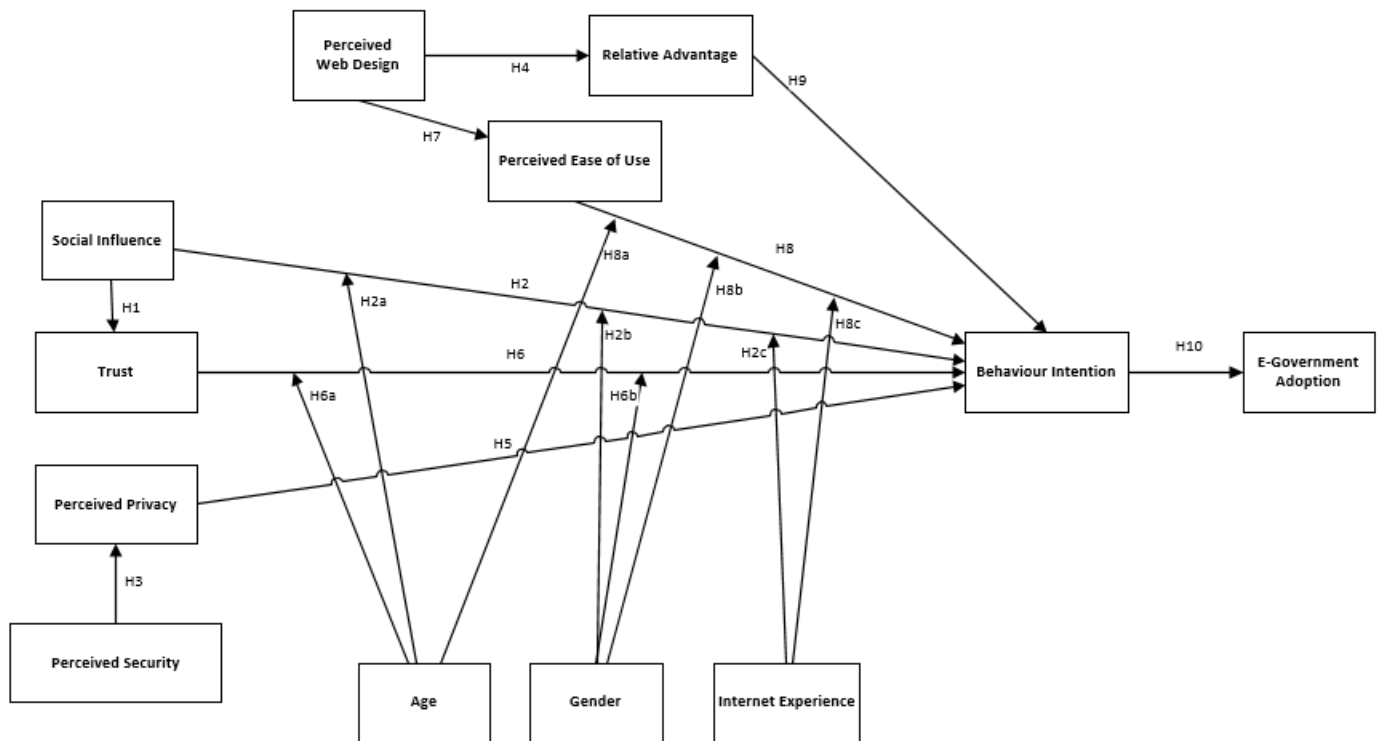 Perceived
Web Design
H4
Relative Advantage
H9
H7
Perceived Ease of Use
Social Influence
H8
H8a
H2a
H2
H8b
H1
H2b
H8c
H2c
Trust
H6
H6a
H6b
Behaviour Intention
H10
E-Government
Adoption
H5
Perceived Privacy
H3
Perceived Security
Age
Gender
Internet Experience